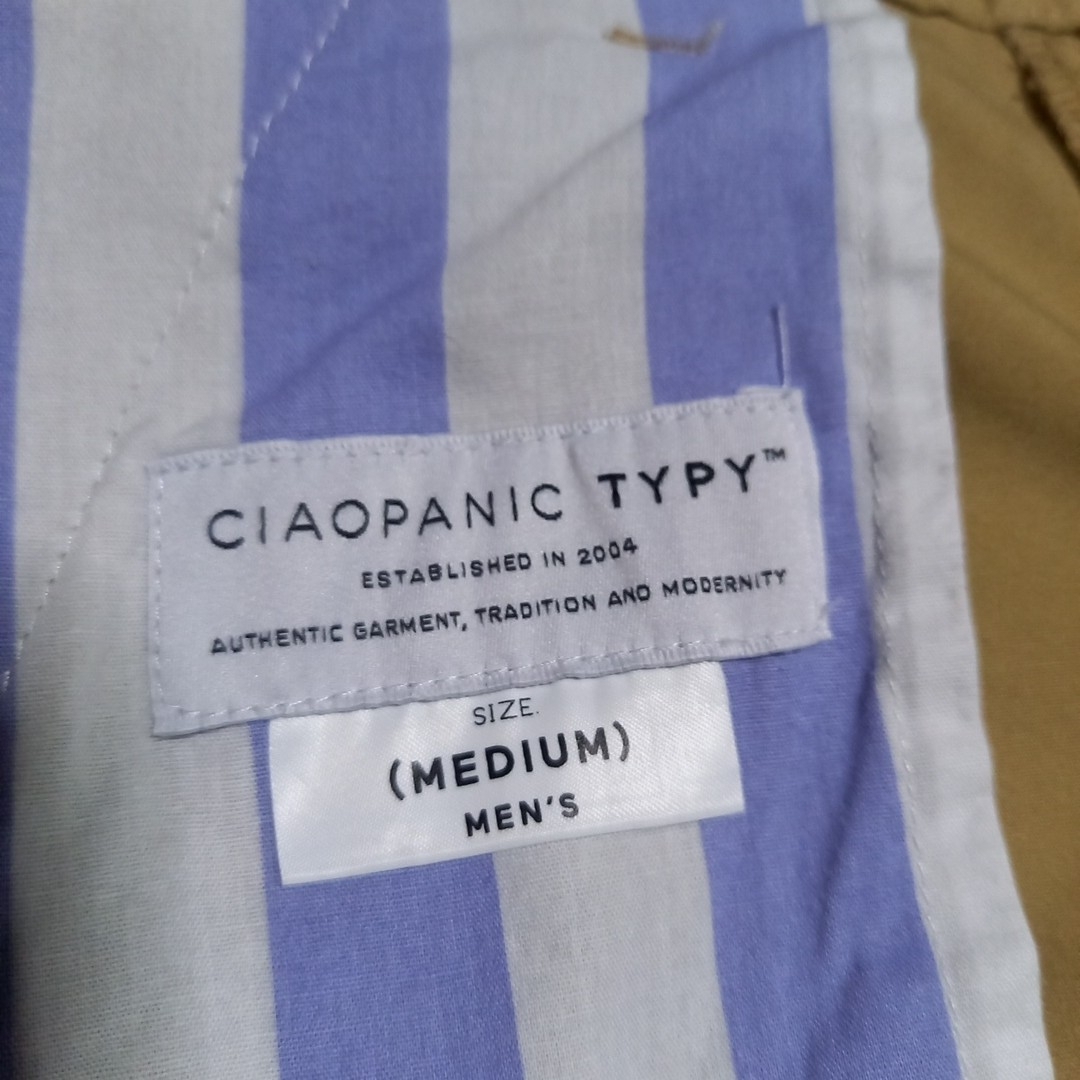 CIAOPANIC TYPY™
ESTABLISHED IN 2004
AUTHENTIC GARMENT, TRADITION AND MODERNITY
SIZE.
(MEDIUM)
MEN'S